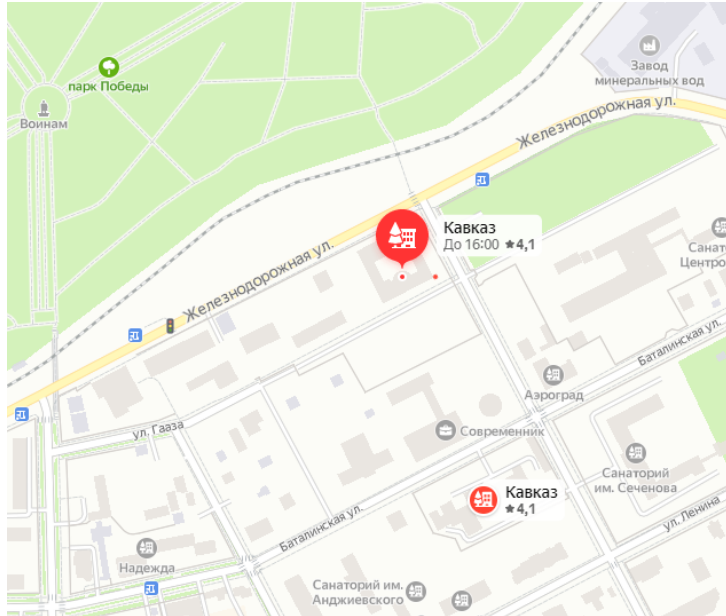 Завод
минеральных вод
парк Победы
Воинам
Железнодорожная ул.
Кавказ
До 16:00 ★4,1
Санат
Центро
Железнодорожная ул.
Баталинская ул.
Аэроград
ул. Гааза
Современник
Санаторий
им. Сеченова
Кавказ
★4,1
ул. Ленина
Баталинская ул.
Надежда
Санаторий им.
Анджиевского